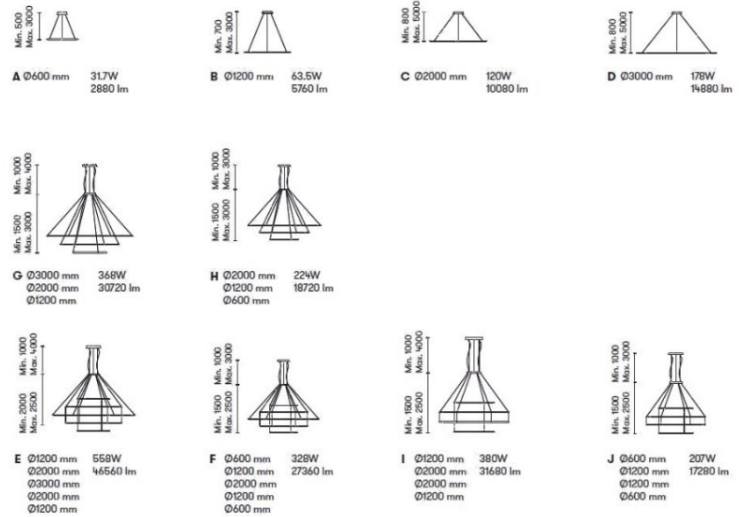 Min. 500
Max. 3000
A Ø600 mm 31.7W
2880 lm
Min. 700
Max. 3000
B Ø1200 mm 63.5W
5760 lm
Min. 800
Max. 5000
C Ø2000 mm 120W
10080 lm
Min. 800
Max. 5000
D Ø3000 mm 178W
14880 lm
Min. 1000
Max. 4000
Min. 1500
Max. 3000
G Ø3000 mm 368W
Ø2000 mm 30720 lm
Ø1200 mm
Min. 1000
Max. 3000
Min. 1500
Max. 3000
H Ø2000 mm 224W
Ø1200 mm 18720 lm
Ø600 mm
Min. 1000
Max. 4000
Min. 2000
Max. 2500
E Ø1200 mm 558W
Ø2000 mm 46560 lm
Ø3000 mm
Ø2000 mm
Ø1200 mm
Min. 1000
Max. 3000
Min. 1500
Max. 2500
F Ø600 mm 328W
Ø1200 mm 27360 lm
Ø2000 mm
Ø1200 mm
Ø600 mm
Min. 1000
Max. 4000
Min. 1500
Max. 2500
I Ø1200 mm 380W
Ø2000 mm 31680 lm
Ø2000 mm
Ø1200 mm
Min. 1000
Max. 3000
Min. 1500
Max. 2500
J Ø600 mm 207W
Ø1200 mm 17280 lm
Ø1200 mm
Ø600 mm